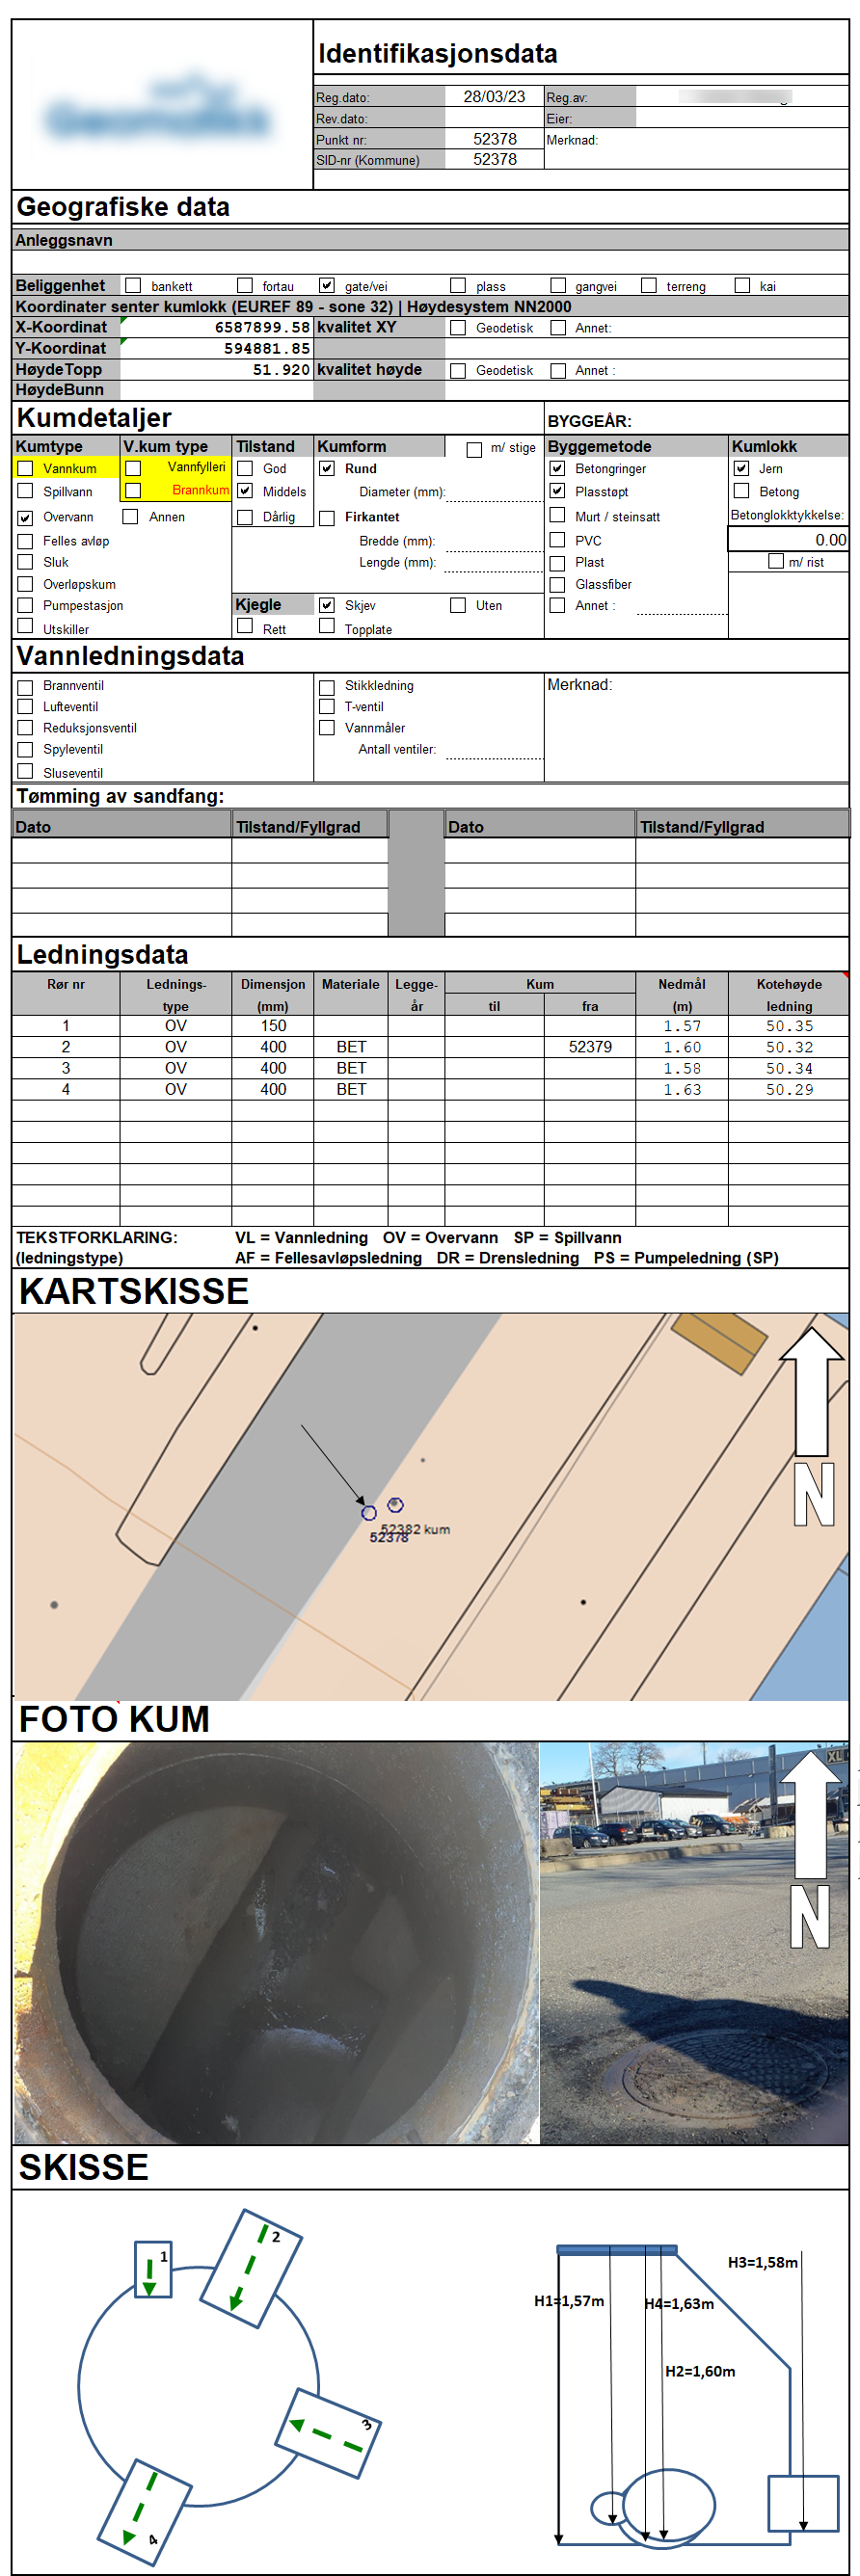 Identifikasjonsdata
Reg.dato: 28/03/23 Reg.av:
Rev.dato: Eier:
Punkt nr: 52378 Merknad:
SID-nr (Kommune) 52378
Geografiske data
Anleggsnavn
Beliggenhet bankett fortau gate/vei plass gangvei terreng kai
Koordinater senter kumlokk (EUREF 89 - sone 32) | Høydesystem NN2000
X-Koordinat 6587899.58 kvalitet XY Geodetisk Annet:
Y-Koordinat 594881.85
HøydeTopp 51.920 kvalitet høyde Geodetisk Annet :
HøydeBunn
Kumdetaljer BYGGEÅR:
Kumtype V.kum type Tilstand Kumform m/ stige Byggemetode Kumlokk
Vannkum Vannfylleri God Rund Betongringer Jern
Spillvann Brannkum Middels Diameter (mm): Plasstøpt Betong
Overvann Annen Dårlig Firkantet Murt / steinsatt Betonglokktykkelse:
Felles avløp Bredde (mm): PVC 0.00
Sluk Lengde (mm): Plast m/ rist
Overløpskum Glassfiber
Pumpestasjon Kjegle Skjev Uten Annet :
Utskiller Rett Topplate
Vannledningsdata
Brannventil Stikkledning Merknad:
Lufteventil T-ventil
Reduksjonsventil Vannmåler
Spyleventil Antall ventiler:
Sluseventil
Tømming av sandfang:
Dato Tilstand/Fyllgrad Dato Tilstand/Fyllgrad
Ledningsdata
Rør nr Lednings- Dimensjon Materiale Legge- Kum Nedmål Kotehøyde
type (mm) år til fra (m) ledning
1 OV 150 1.57 50.35
2 OV 400 BET 52379 1.60 50.32
3 OV 400 BET 1.58 50.34
4 OV 400 BET 1.63 50.29
TEKSTFORKLARING: VL = Vannledning OV = Overvann SP = Spillvann
(ledningstype) AF = Fellesavløpsledning DR = Drensledning PS = Pumpeledning (SP)
KARTSKISSE
N
52382 kum
52378
FOTO KUM
XL
N
SKISSE
1 2
3
4
H3=1,58m
H1=1,57m H4=1,63m
H2=1,60m